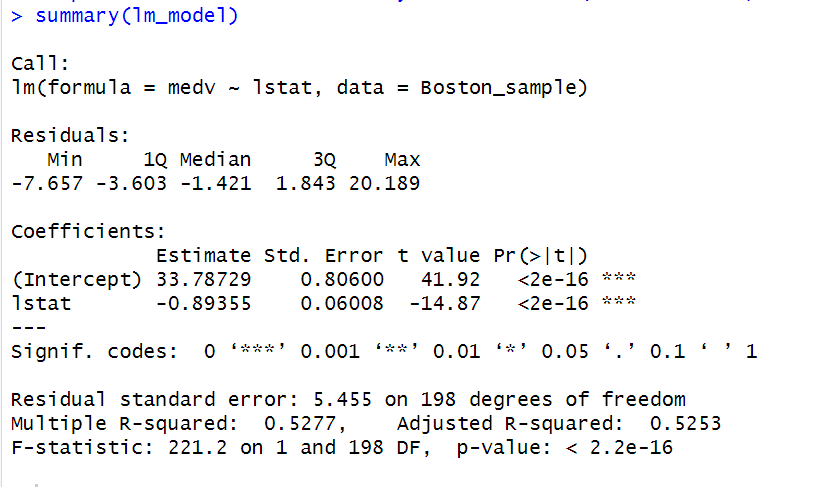 > summary(lm_model)
Call:
lm(formula = medv ~ lstat, data = Boston_sample)
Residuals:
   Min     1Q Median     3Q    Max
-7.657 -3.603 -1.421  1.843 20.189
Coefficients:
            Estimate Std. Error t value Pr(>|t|)
(Intercept) 33.78729    0.80600   41.92   <2e-16 ***
lstat       -0.89355    0.06008  -14.87   <2e-16 ***
---
Signif. codes:  0 ‘***’ 0.001 ‘**’ 0.01 ‘*’ 0.05 ‘.’ 0.1 ‘ ’ 1
Residual standard error: 5.455 on 198 degrees of freedom
Multiple R-squared:  0.5277,    Adjusted R-squared:  0.5253
F-statistic: 221.2 on 1 and 198 DF,  p-value: < 2.2e-16